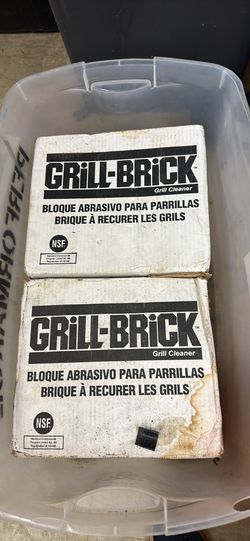 GRiLL-BRiCK
Grill Cleaner
BLOQUE ABRASIVO PARA PARRILLAS
BRIQUE À RECURER LES GRILS
NSF
GRiLL-BRiCK
Grill Cleaner
BLOQUE ABRASIVO PARA PARRILLAS
BRIQUE À RECURER LES GRILS
NSF